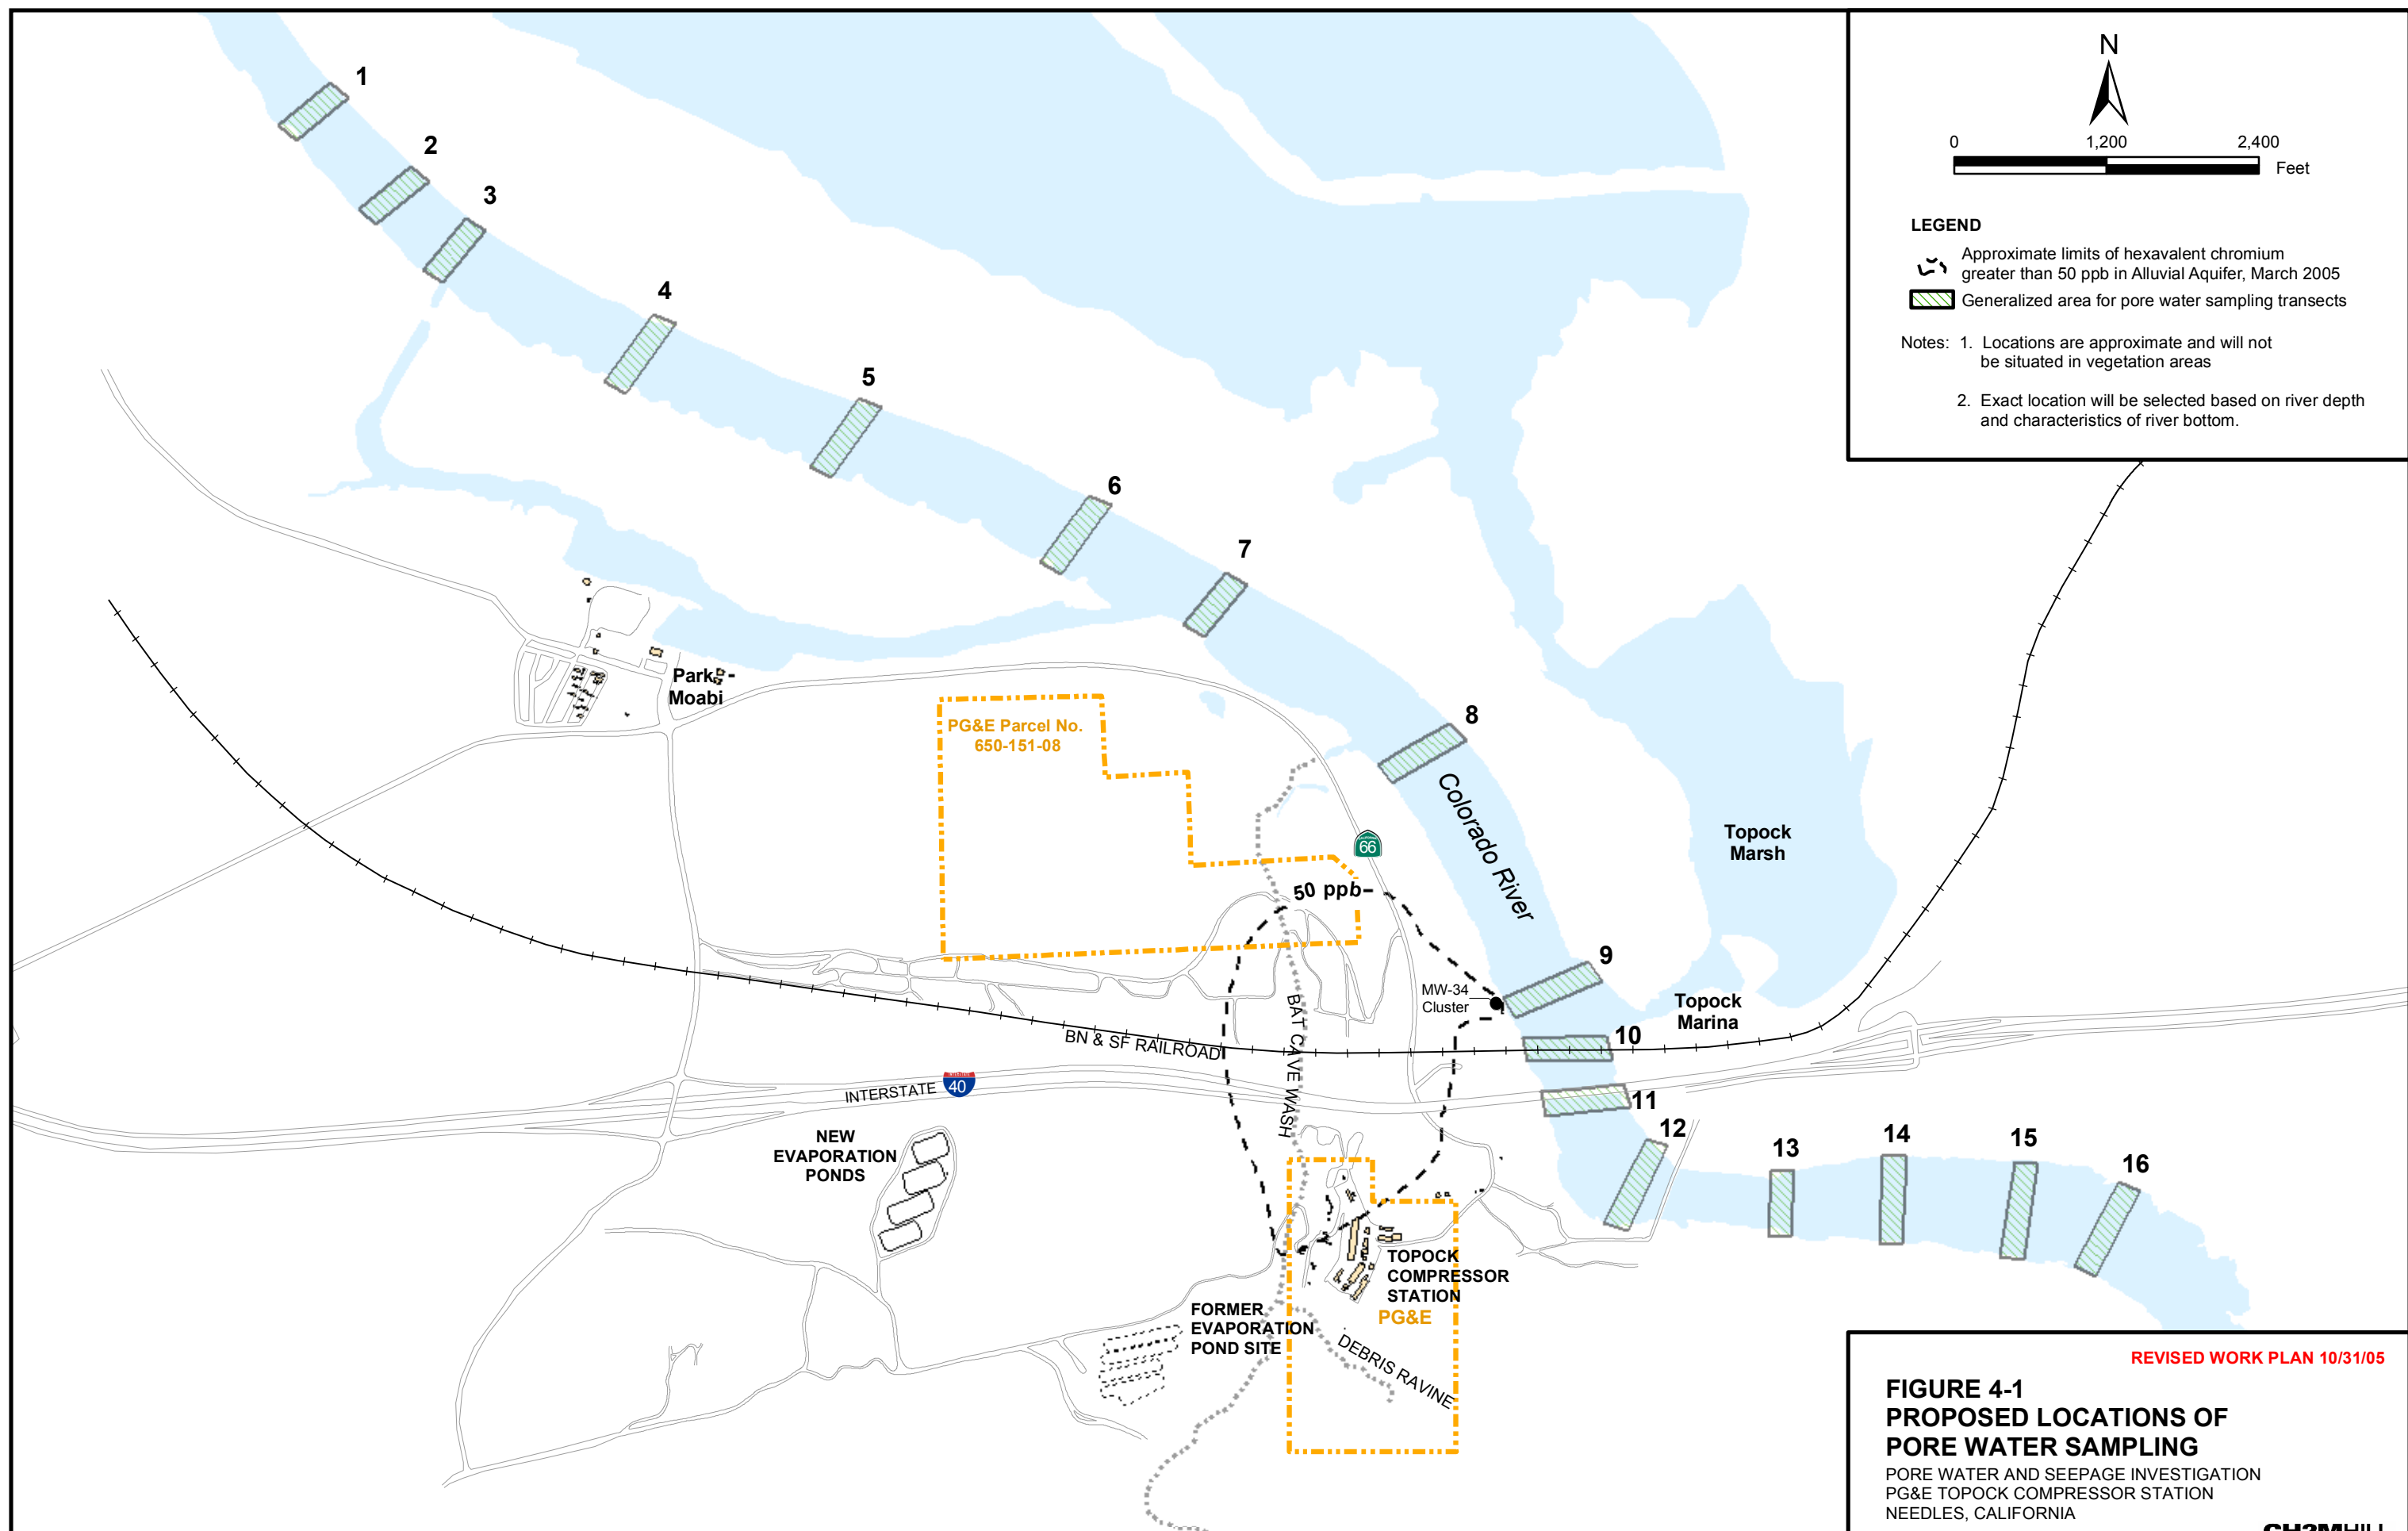 1
2
3
4
5
6
7
8
9
10
11
12
13
14
15
16
N
0 1,200 2,400
Feet
LEGEND
Approximate limits of hexavalent chromium
greater than 50 ppb in Alluvial Aquifer, March 2005
Generalized area for pore water sampling transects
Notes: 1. Locations are approximate and will not
be situated in vegetation areas
2. Exact location will be selected based on river depth
and characteristics of river bottom.
Park
Moabi
PG&E Parcel No.
650-151-08
66
Colorado River
Topock
Marsh
50 ppb
MW-34
Cluster
Topock
Marina
BAT CAVE WASH
BN & SF RAILROAD
INTERSTATE 40
NEW
EVAPORATION
PONDS
TOPOCK
COMPRESSOR
STATION
PG&E
FORMER
EVAPORATION
POND SITE
DEBRIS RAVINE
REVISED WORK PLAN 10/31/05
FIGURE 4-1
PROPOSED LOCATIONS OF
PORE WATER SAMPLING
PORE WATER AND SEEPAGE INVESTIGATION
PG&E TOPOCK COMPRESSOR STATION
NEEDLES, CALIFORNIA
CH2MHILL